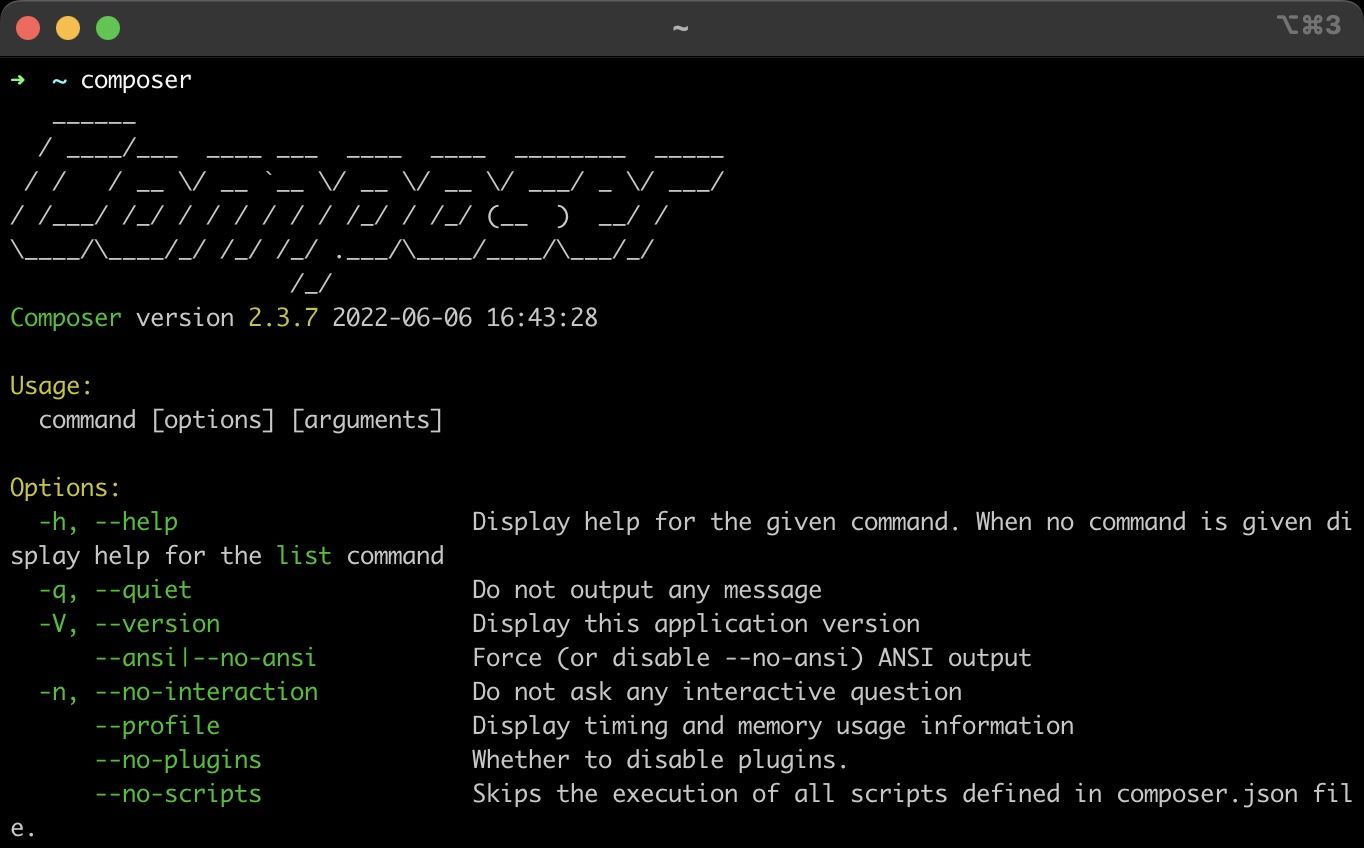 ~
⌥⌘3
➜  ~ composer
   ______
  / ____/___  ____ ___  ____  ____  ________  _____
 / /   / __ \/ __ `__ \/ __ \/ __ \/ ___/ _ \/ ___/
/ /___/ /_/ / / / / / / /_/ / /_/ (__  )  __/ /
\____/\____/_/ /_/ /_/ .___/\____/____/\___/_/
                    /_/
Composer version 2.3.7 2022-06-06 16:43:28

Usage:
  command [options] [arguments]

Options:
  -h, --help                     Display help for the given command. When no command is given di
splay help for the list command
  -q, --quiet                    Do not output any message
  -V, --version                  Display this application version
      --ansi|--no-ansi           Force (or disable --no-ansi) ANSI output
  -n, --no-interaction           Do not ask any interactive question
      --profile                  Display timing and memory usage information
      --no-plugins               Whether to disable plugins.
      --no-scripts               Skips the execution of all scripts defined in composer.json fil
e.